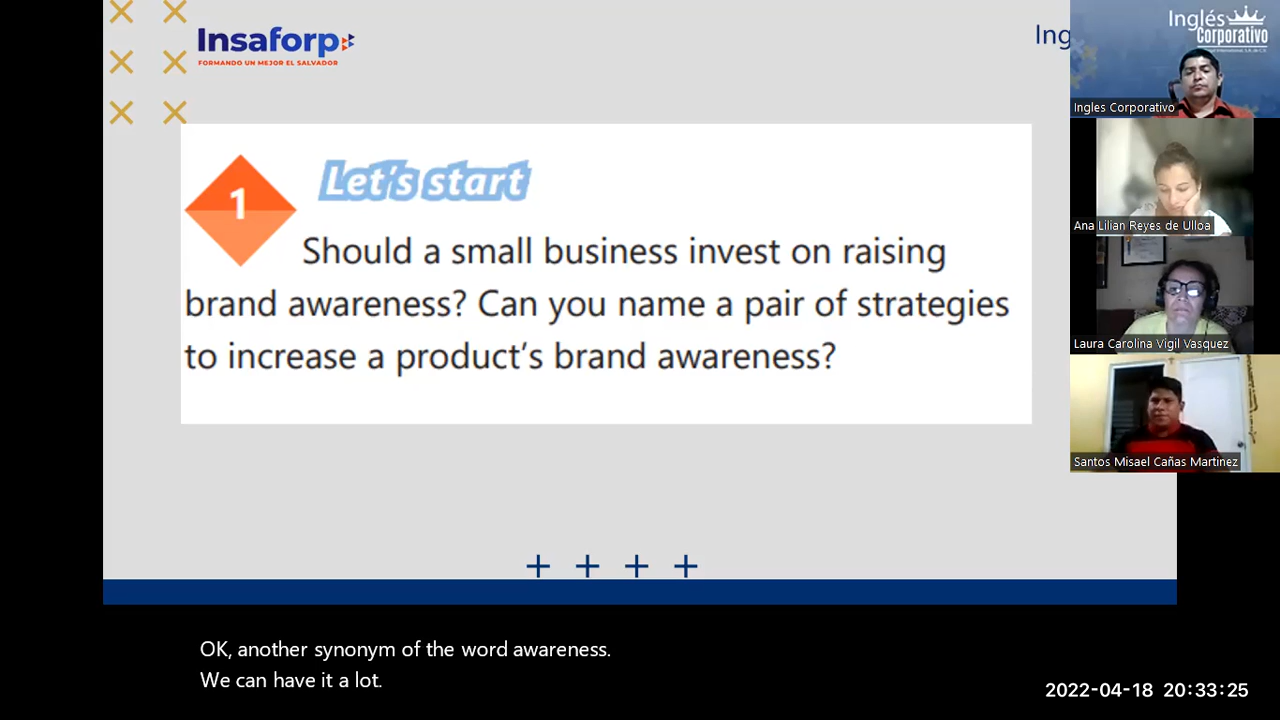 Insaforp
FORMANDO UN MEJOR EL SALVADOR
Ing
Inglés
Corporativo
Ingles Corporativo
1
Let's start
Should a small business invest on raising
brand awareness? Can you name a pair of strategies
to increase a product's brand awareness?
Ana Lilian Reyes de Ulloa
Laura Carolina Vigil Vasquez
Santos Misael Cañas Martinez
OK, another synonym of the word awareness.
We can have it a lot.
2022-04-18 20:33:25